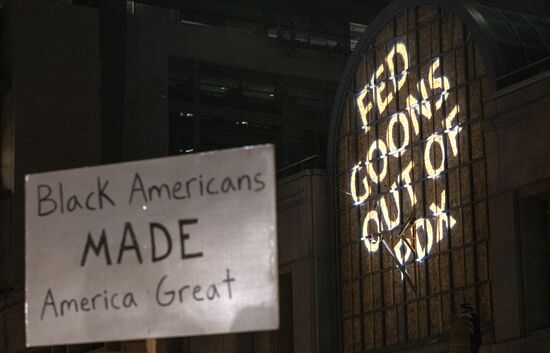 Black Americans
MADE
America Great
FED
GOONS
OUT OF
PDX